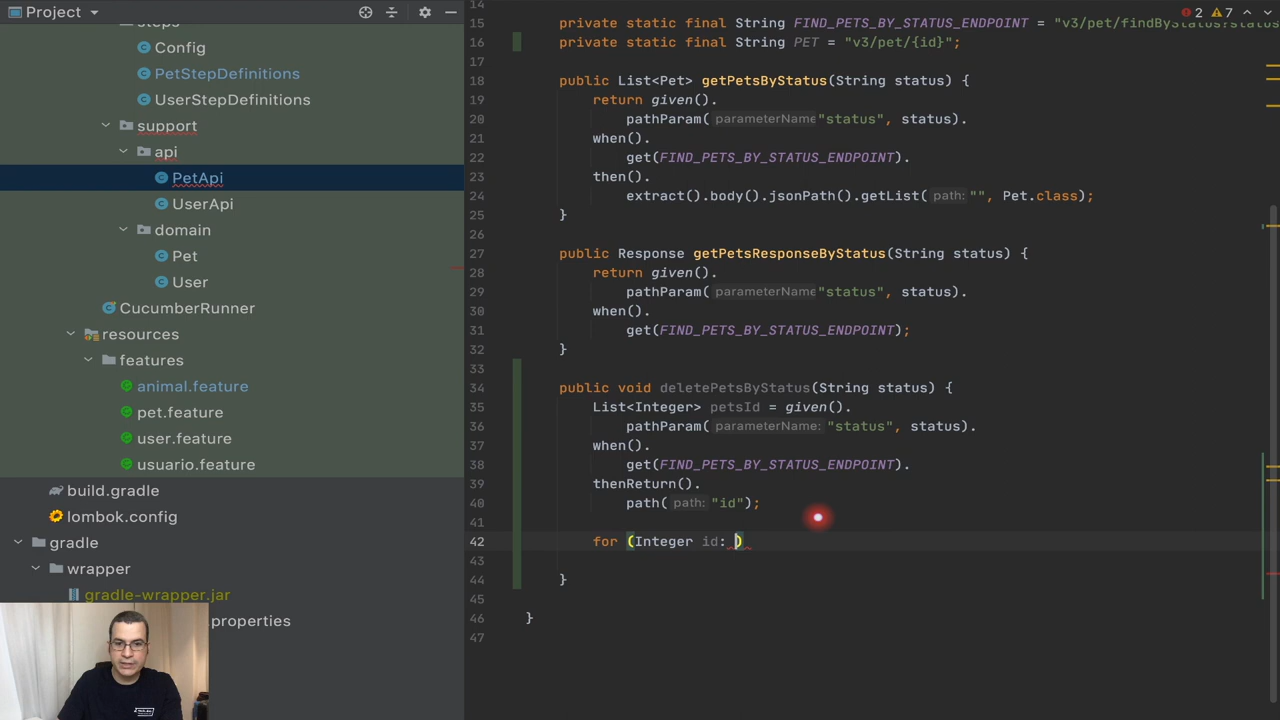 Project
steps
Config
PetStepDefinitions
UserStepDefinitions
support
api
PetApi
UserApi
domain
Pet
User
CucumberRunner
resources
features
animal.feature
pet.feature
user.feature
usuario.feature
build.gradle
lombok.config
gradle
wrapper
gradle-wrapper.jar
.properties
2 7
14
15 private static final String FIND_PETS_BY_STATUS_ENDPOINT = "v3/pet/findByStatus?status
16 private static final String PET = "v3/pet/{id}";
17
18 public List<Pet> getPetsByStatus(String status) {
19 return given().
20 pathParam( parameterName "status", status).
21 when().
22 get(FIND_PETS_BY_STATUS_ENDPOINT).
23 then().
24 extract().body().jsonPath().getList( path: "", Pet.class);
25 }
26
27 public Response getPetsResponseByStatus(String status) {
28 return given().
29 pathParam( parameterName "status", status).
30 when().
31 get(FIND_PETS_BY_STATUS_ENDPOINT);
32 }
33
34 public void deletePetsByStatus(String status) {
35 List<Integer> petsId = given().
36 pathParam( parameterName: "status", status).
37 when().
38 get(FIND_PETS_BY_STATUS_ENDPOINT).
39 thenReturn().
40 path( path: "id");
41
42 for (Integer id: )
43
44 }
45
46 }
47